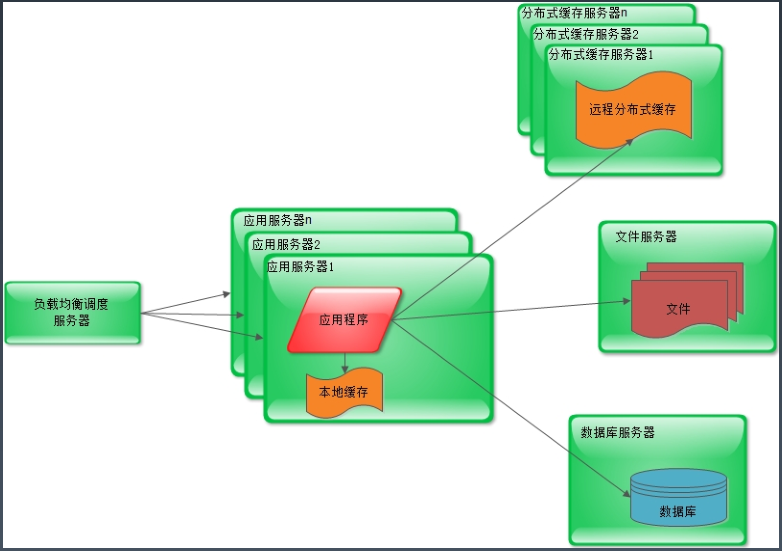 分布式缓存服务器n
分布式缓存服务器2
分布式缓存服务器1
远程分布式缓存
应用服务器n
应用服务器2
应用服务器1
应用程序
本地缓存
负载均衡调度
服务器
文件服务器
文件
数据库服务器
数据库